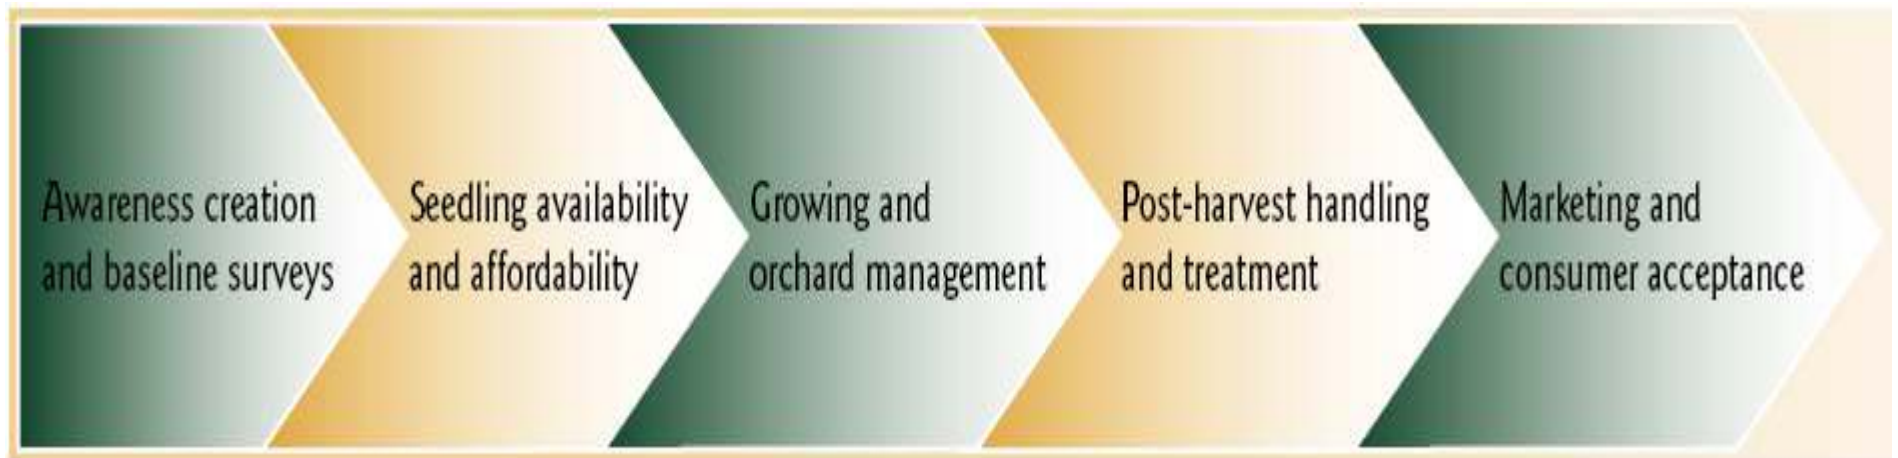 Awareness creation
and baseline surveys
Seedling availability
and affordability
Growing and
orchard management
Post-harvest handling
and treatment
Marketing and
consumer acceptance